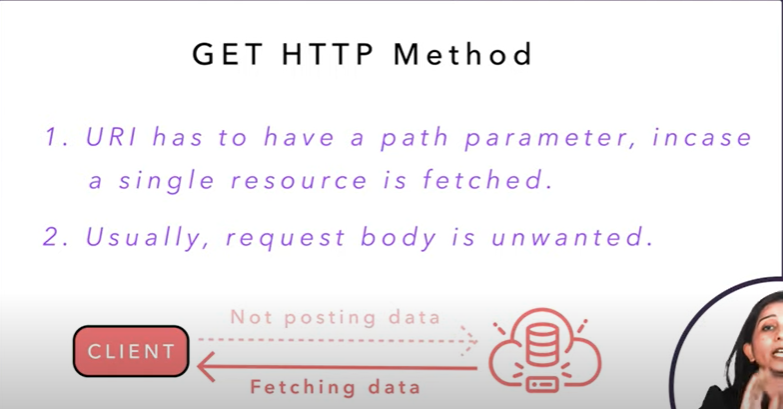 GET HTTP Method
1. URI has to have a path parameter, incase
a single resource is fetched.
2. Usually, request body is unwanted.
Not posting data
CLIENT
Fetching data